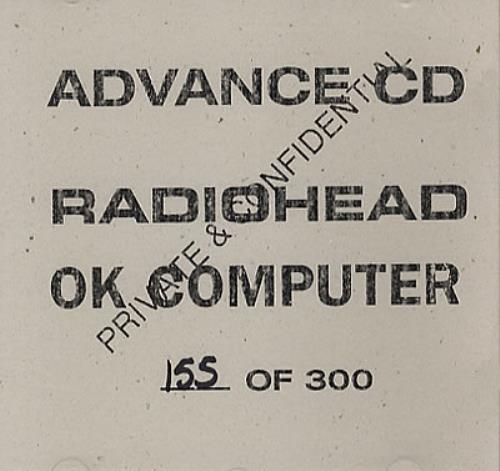 ADVANCE CD
RADIOHEAD
OK COMPUTER
PRIVATE & CONFIDENTIAL
155 OF 300